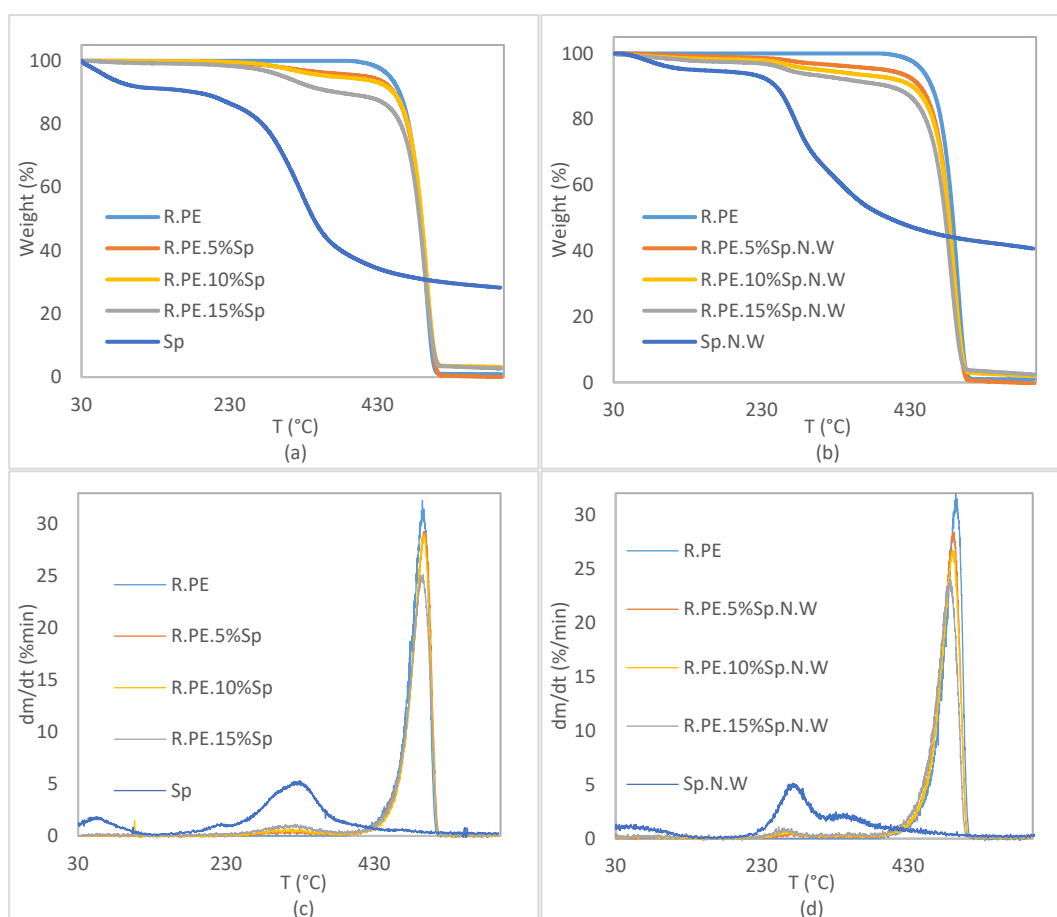 100
80
60
40
20
0
Weight (%)
R.PE
R.PE.5%Sp
R.PE.10%Sp
R.PE.15%Sp
Sp
30
230
430
T (°C)
(a)
100
80
60
40
20
0
Weight (%)
R.PE
R.PE.5%Sp.N.W
R.PE.10%Sp.N.W
R.PE.15%Sp.N.W
Sp.N.W
30
230
430
T (°C)
(b)
30
25
20
15
10
5
0
dm/dt (%min)
R.PE
R.PE.5%Sp
R.PE.10%Sp
R.PE.15%Sp
Sp
30
230
430
T (°C)
(c)
30
25
20
15
10
5
0
dm/dt (%/min)
R.PE
R.PE.5%Sp.N.W
R.PE.10%Sp.N.W
R.PE.15%Sp.N.W
Sp.N.W
30
230
430
T (°C)
(d)